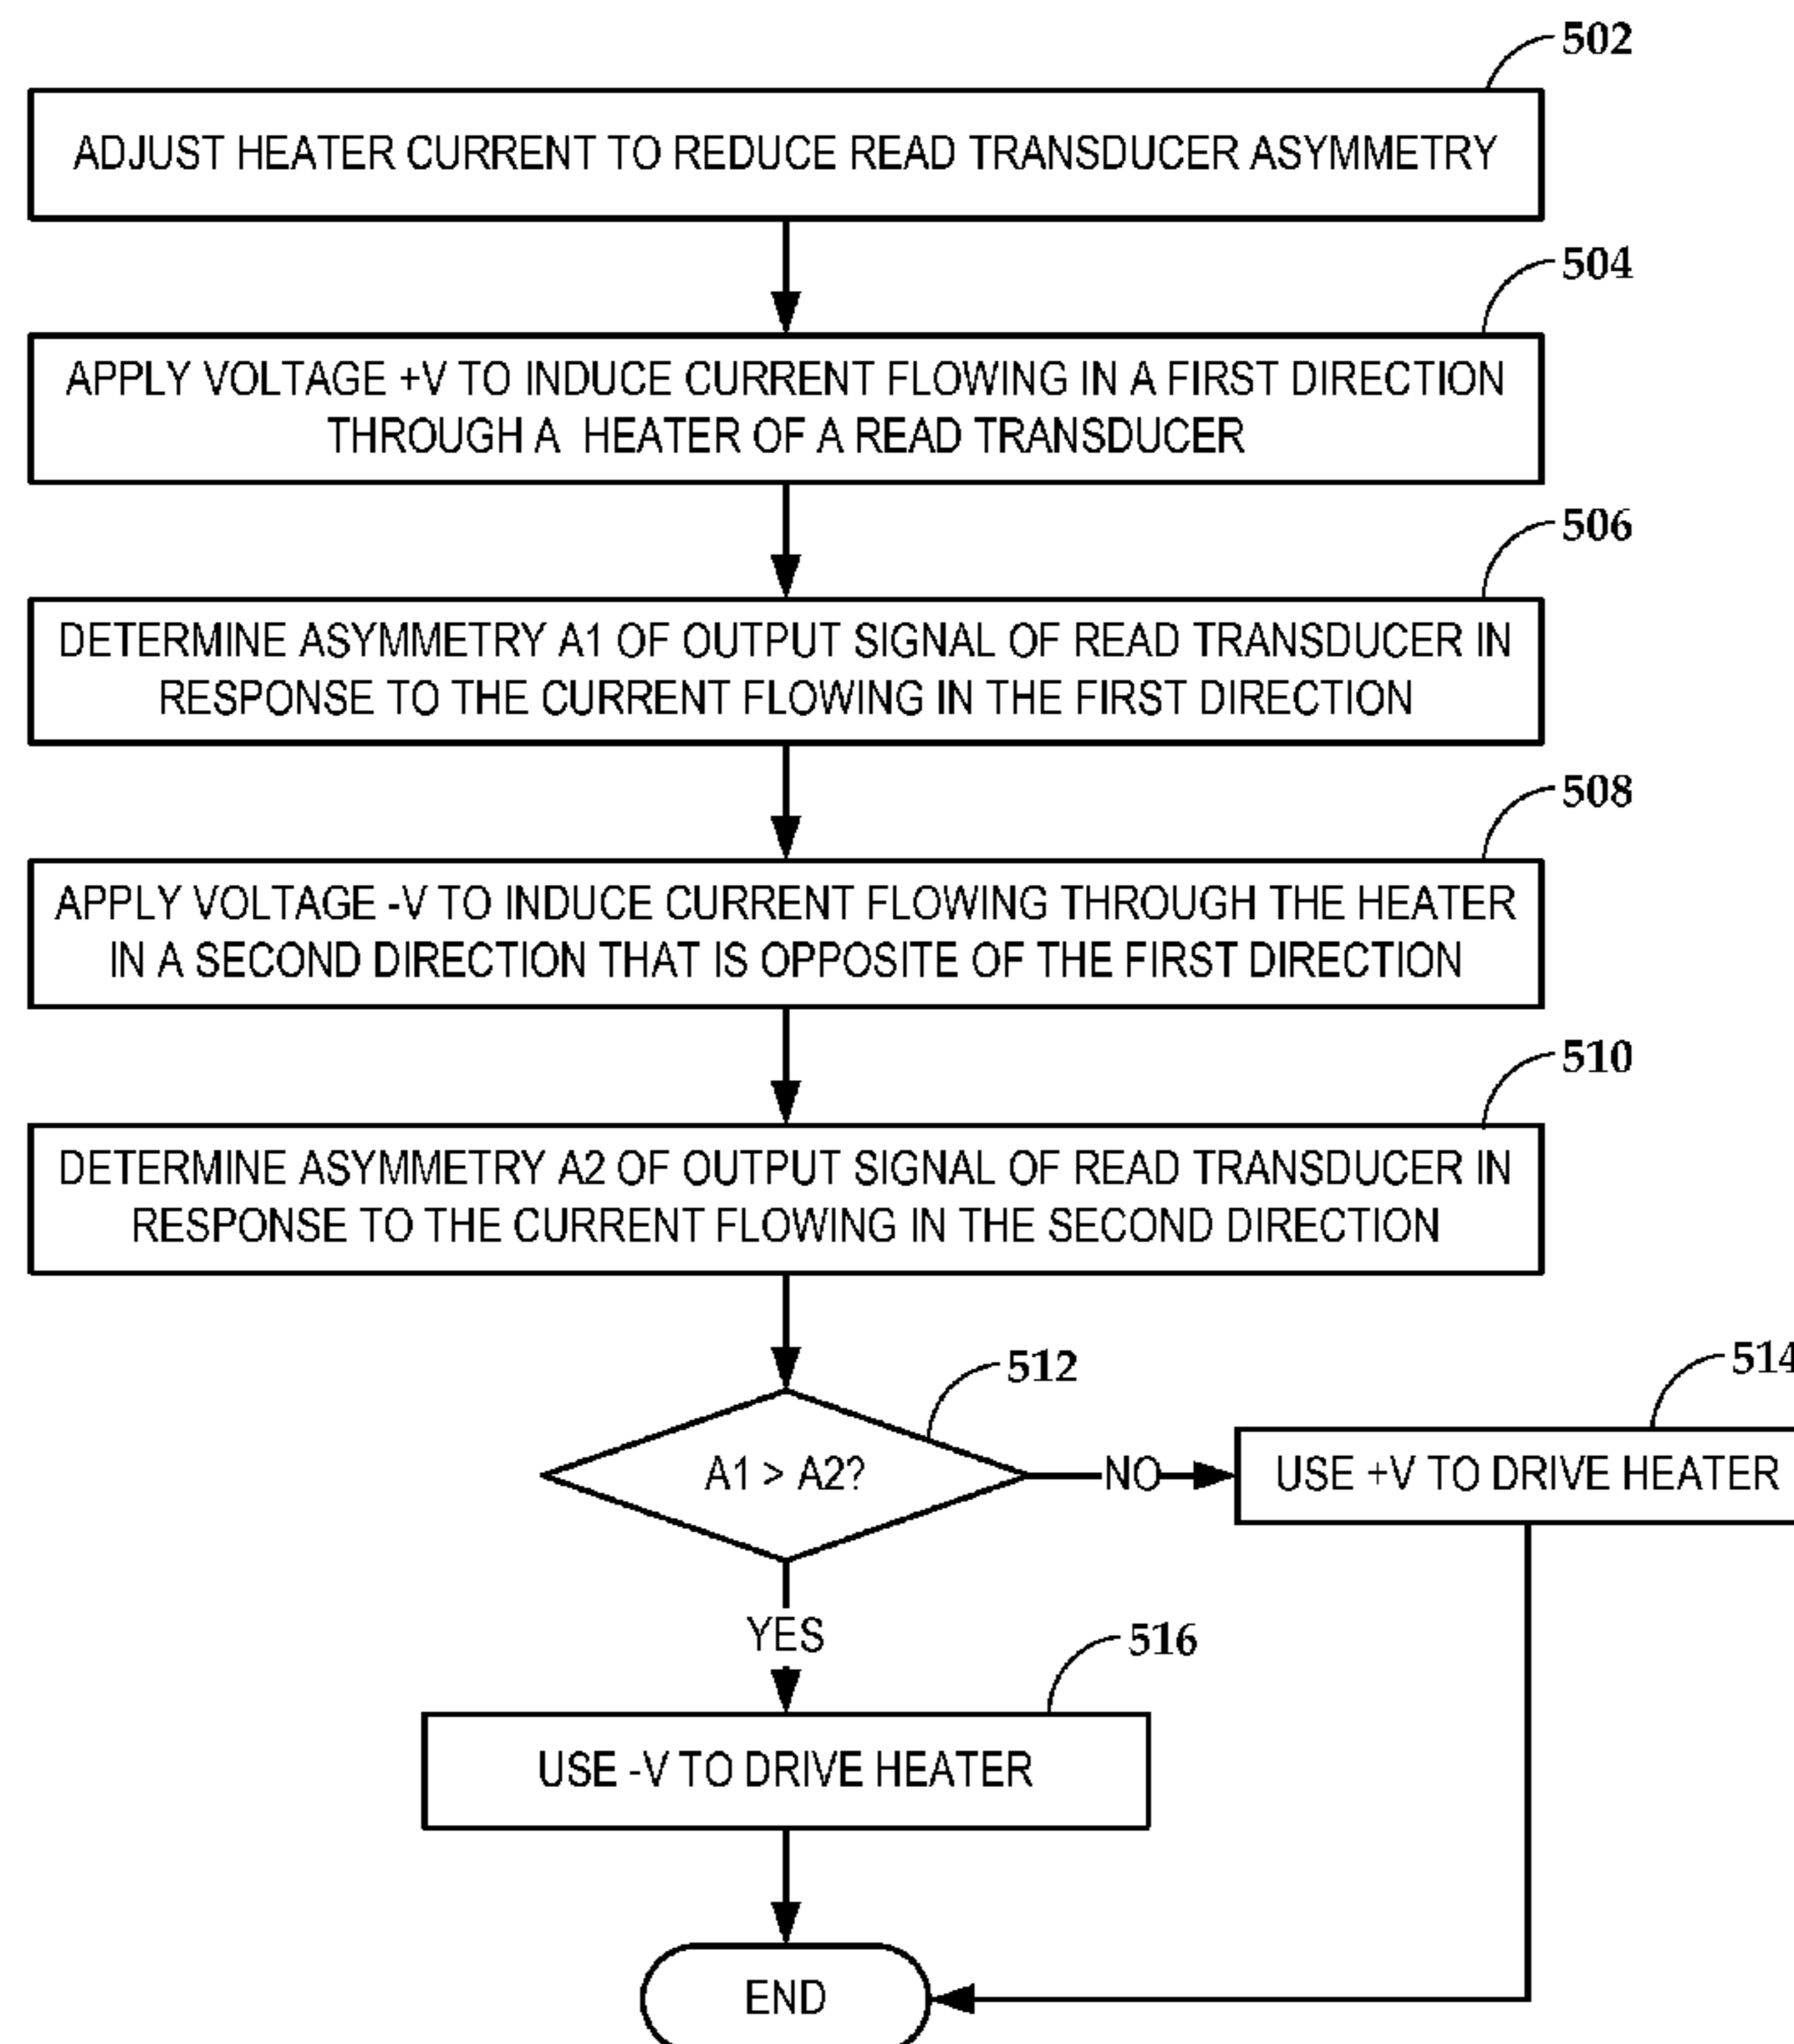 502
ADJUST HEATER CURRENT TO REDUCE READ TRANSDUCER ASYMMETRY
504
APPLY VOLTAGE +V TO INDUCE CURRENT FLOWING IN A FIRST DIRECTION
THROUGH A HEATER OF A READ TRANSDUCER
506
DETERMINE ASYMMETRY A1 OF OUTPUT SIGNAL OF READ TRANSDUCER IN
RESPONSE TO THE CURRENT FLOWING IN THE FIRST DIRECTION
508
APPLY VOLTAGE -V TO INDUCE CURRENT FLOWING THROUGH THE HEATER
IN A SECOND DIRECTION THAT IS OPPOSITE OF THE FIRST DIRECTION
510
DETERMINE ASYMMETRY A2 OF OUTPUT SIGNAL OF READ TRANSDUCER IN
RESPONSE TO THE CURRENT FLOWING IN THE SECOND DIRECTION
512
514
A1 > A2?
NO
USE +V TO DRIVE HEATER
YES
516
USE -V TO DRIVE HEATER
END